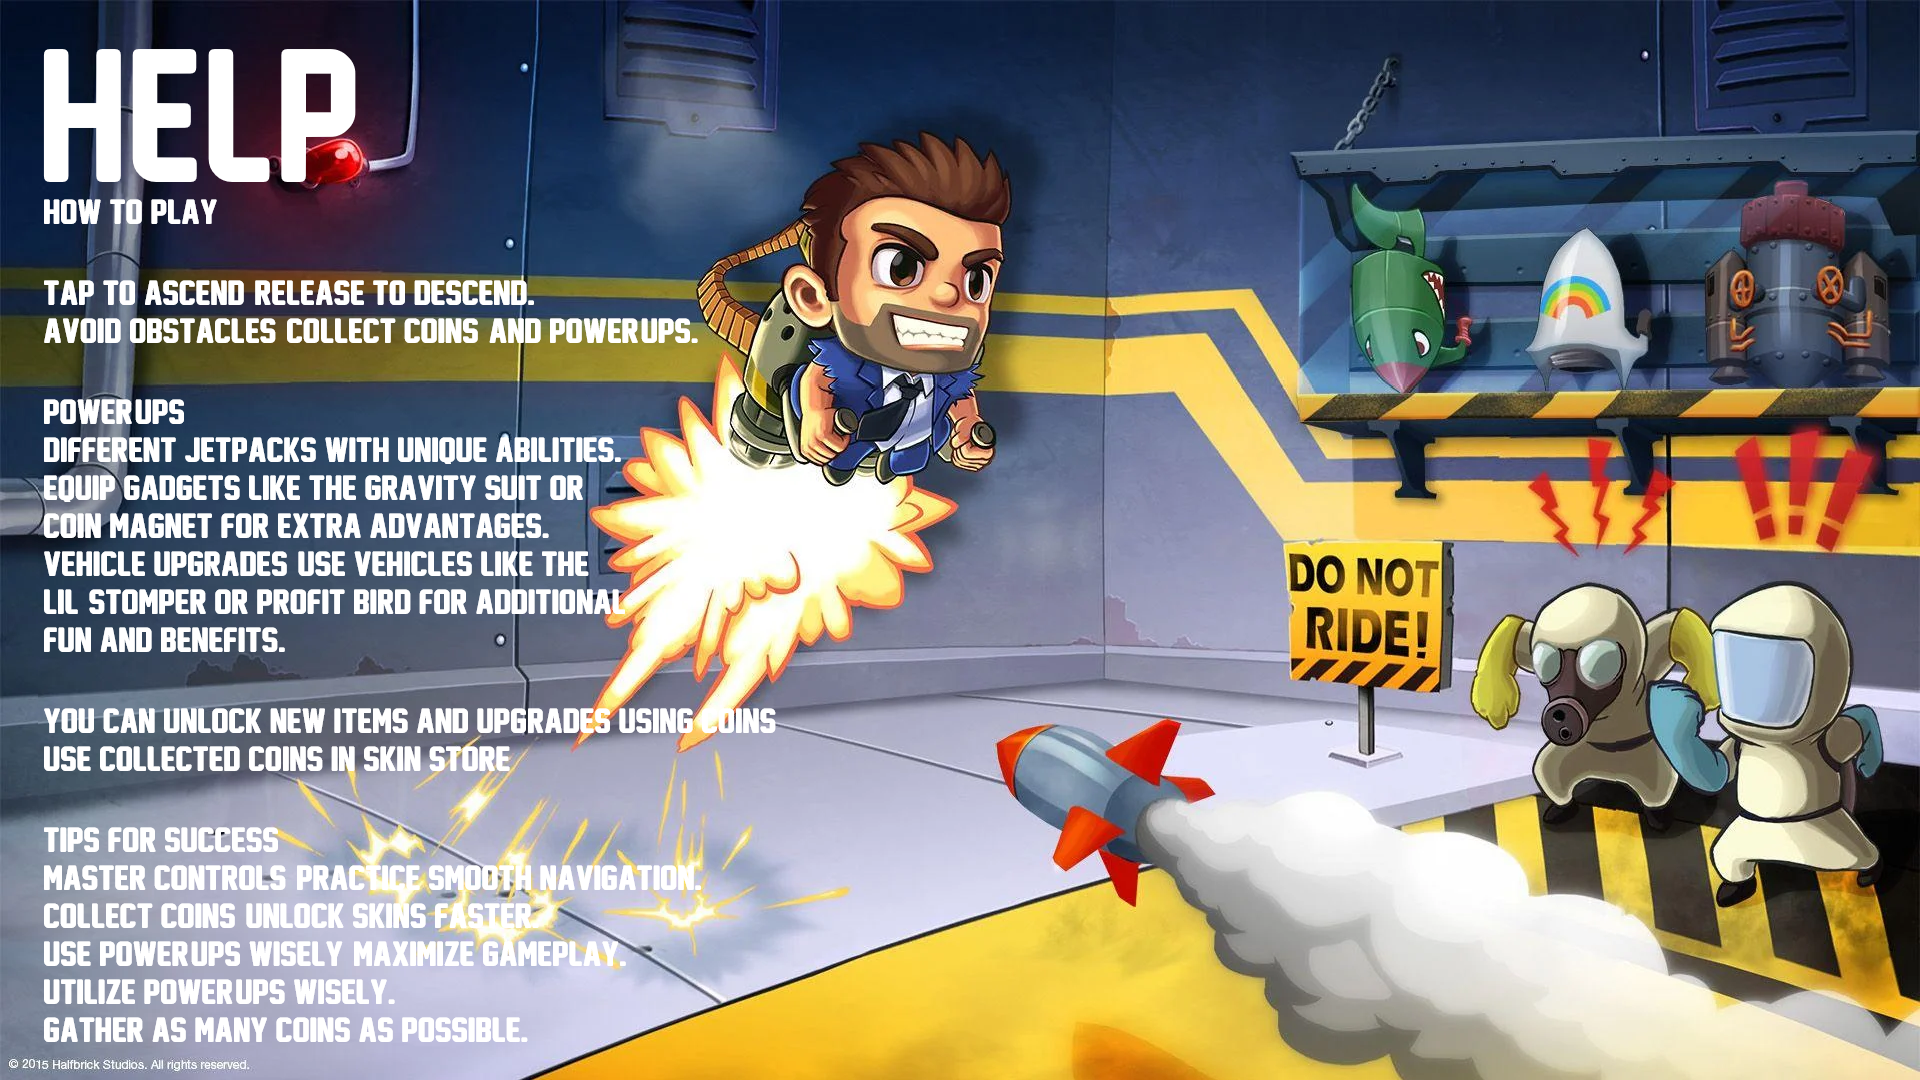 HELP
HOW TO PLAY
TAP TO ASCEND RELEASE TO DESCEND.
AVOID OBSTACLES COLLECT COINS AND POWERUPS.
POWERUPS
DIFFERENT JETPACKS WITH UNIQUE ABILITIES.
EQUIP GADGETS LIKE THE GRAVITY SUIT OR
COIN MAGNET FOR EXTRA ADVANTAGES.
VEHICLE UPGRADES USE VEHICLES LIKE THE
LIL STOMPER OR PROFIT BIRD FOR ADDITIONAL
FUN AND BENEFITS.
YOU CAN UNLOCK NEW ITEMS AND UPGRADES USING COINS
USE COLLECTED COINS IN SKIN STORE
TIPS FOR SUCCESS
MASTER CONTROLS PRACTICE SMOOTH NAVIGATION.
COLLECT COINS UNLOCK SKINS FASTER.
USE POWERUPS WISELY MAXIMIZE GAMEPLAY.
UTILIZE POWERUPS WISELY.
GATHER AS MANY COINS AS POSSIBLE.
© 2015 Halfbrick Studios. All rights reserved.
DO NOT
RIDE!
!!!